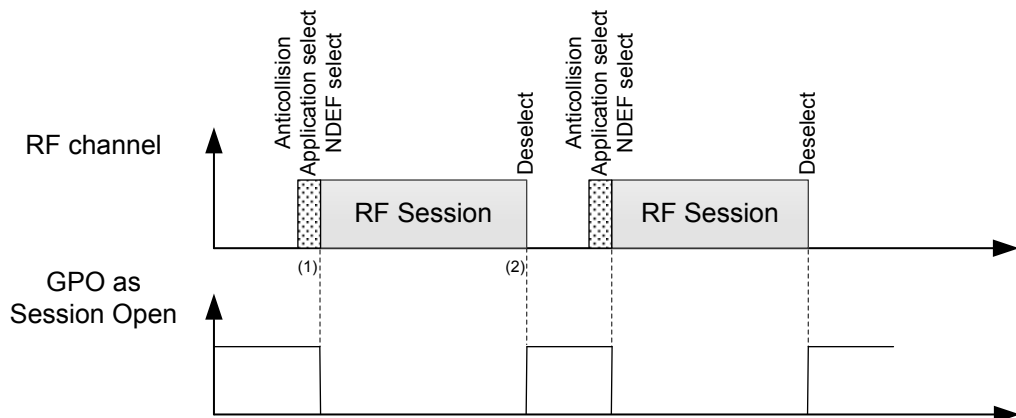 Anticollision
Application select
NDEF select
Deselect
Anticollision
Application select
NDEF select
Deselect
RF channel
RF Session
RF Session
(1)
(2)
GPO as
Session Open